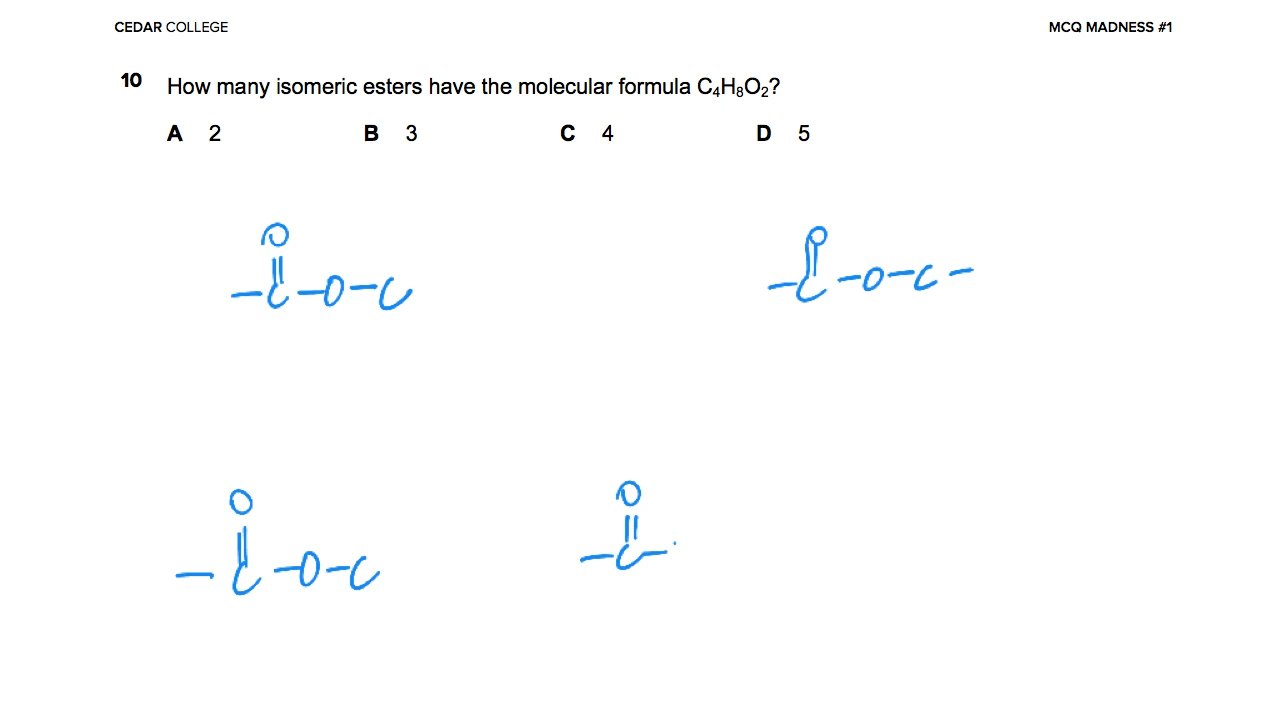 CEDAR COLLEGE MCQ MADNESS #1
10 How many isomeric esters have the molecular formula C₄H₈O₂?
A 2 B 3 C 4 D 5
O O
–C–O–C –C–O–C–
O O
–C–O–C –C–